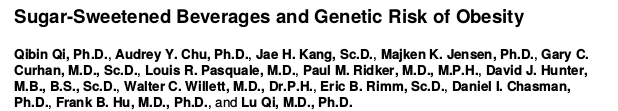 Sugar-Sweetened Beverages and Genetic Risk of Obesity
Qibin Qi, Ph.D., Audrey Y. Chu, Ph.D., Jae H. Kang, Sc.D., Majken K. Jensen, Ph.D., Gary C.
Curhan, M.D., Sc.D., Louis R. Pasquale, M.D., Paul M. Ridker, M.D., M.P.H., David J. Hunter,
M.B., B.S., Sc.D., Walter C. Willett, M.D., Dr.P.H., Eric B. Rimm, Sc.D., Daniel I. Chasman,
Ph.D., Frank B. Hu, M.D., Ph.D., and Lu Qi, M.D., Ph.D.